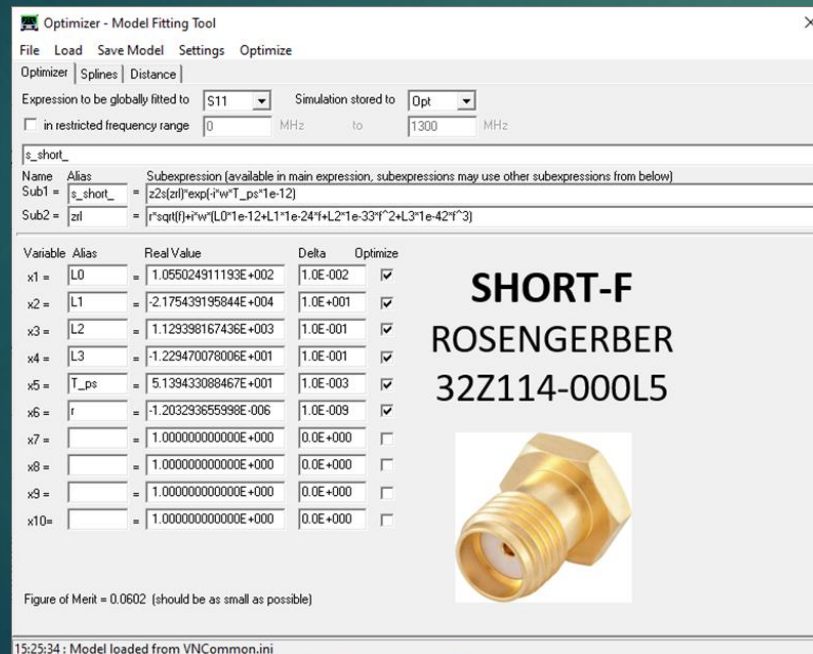 Optimizer - Model Fitting Tool
File Load Save Model Settings Optimize
Optimizer Splines Distance
Expression to be globally fitted to S11 Simulation stored to Opt
in restricted frequency range 0 MHz to 1300 MHz
s_short_
Name Alias Subexpression (available in main expression, subexpressions may use other subexpressions from below)
Sub1 = s_short_ = z2s(zrl)*exp(-i*w*T_ps*1e-12)
Sub2 = zrl = r*sqrt(f)+i*w*(L0*1e-12+L1*1e-24*f+L2*1e-33*f^2+L3*1e-42*f^3)
Variable Alias Real Value Delta Optimize
x1 = L0 = 1.055024911193E+002 1.0E-002
x2 = L1 = -2.175439195844E+004 1.0E+001
x3 = L2 = 1.129398167436E+003 1.0E-001
x4 = L3 = -1.229470078006E+001 1.0E-001
x5 = T_ps = 5.139433088467E+001 1.0E-003
x6 = r = -1.203293655998E-006 1.0E-009
x7 = = 1.000000000000E+000 0.0E+000
x8 = = 1.000000000000E+000 0.0E+000
x9 = = 1.000000000000E+000 0.0E+000
x10= = 1.000000000000E+000 0.0E+000
SHORT-F
ROSENGERBER
32Z114-000L5
Figure of Merit = 0.0602 (should be as small as possible)
15:25:34 : Model loaded from VNCommon.ini